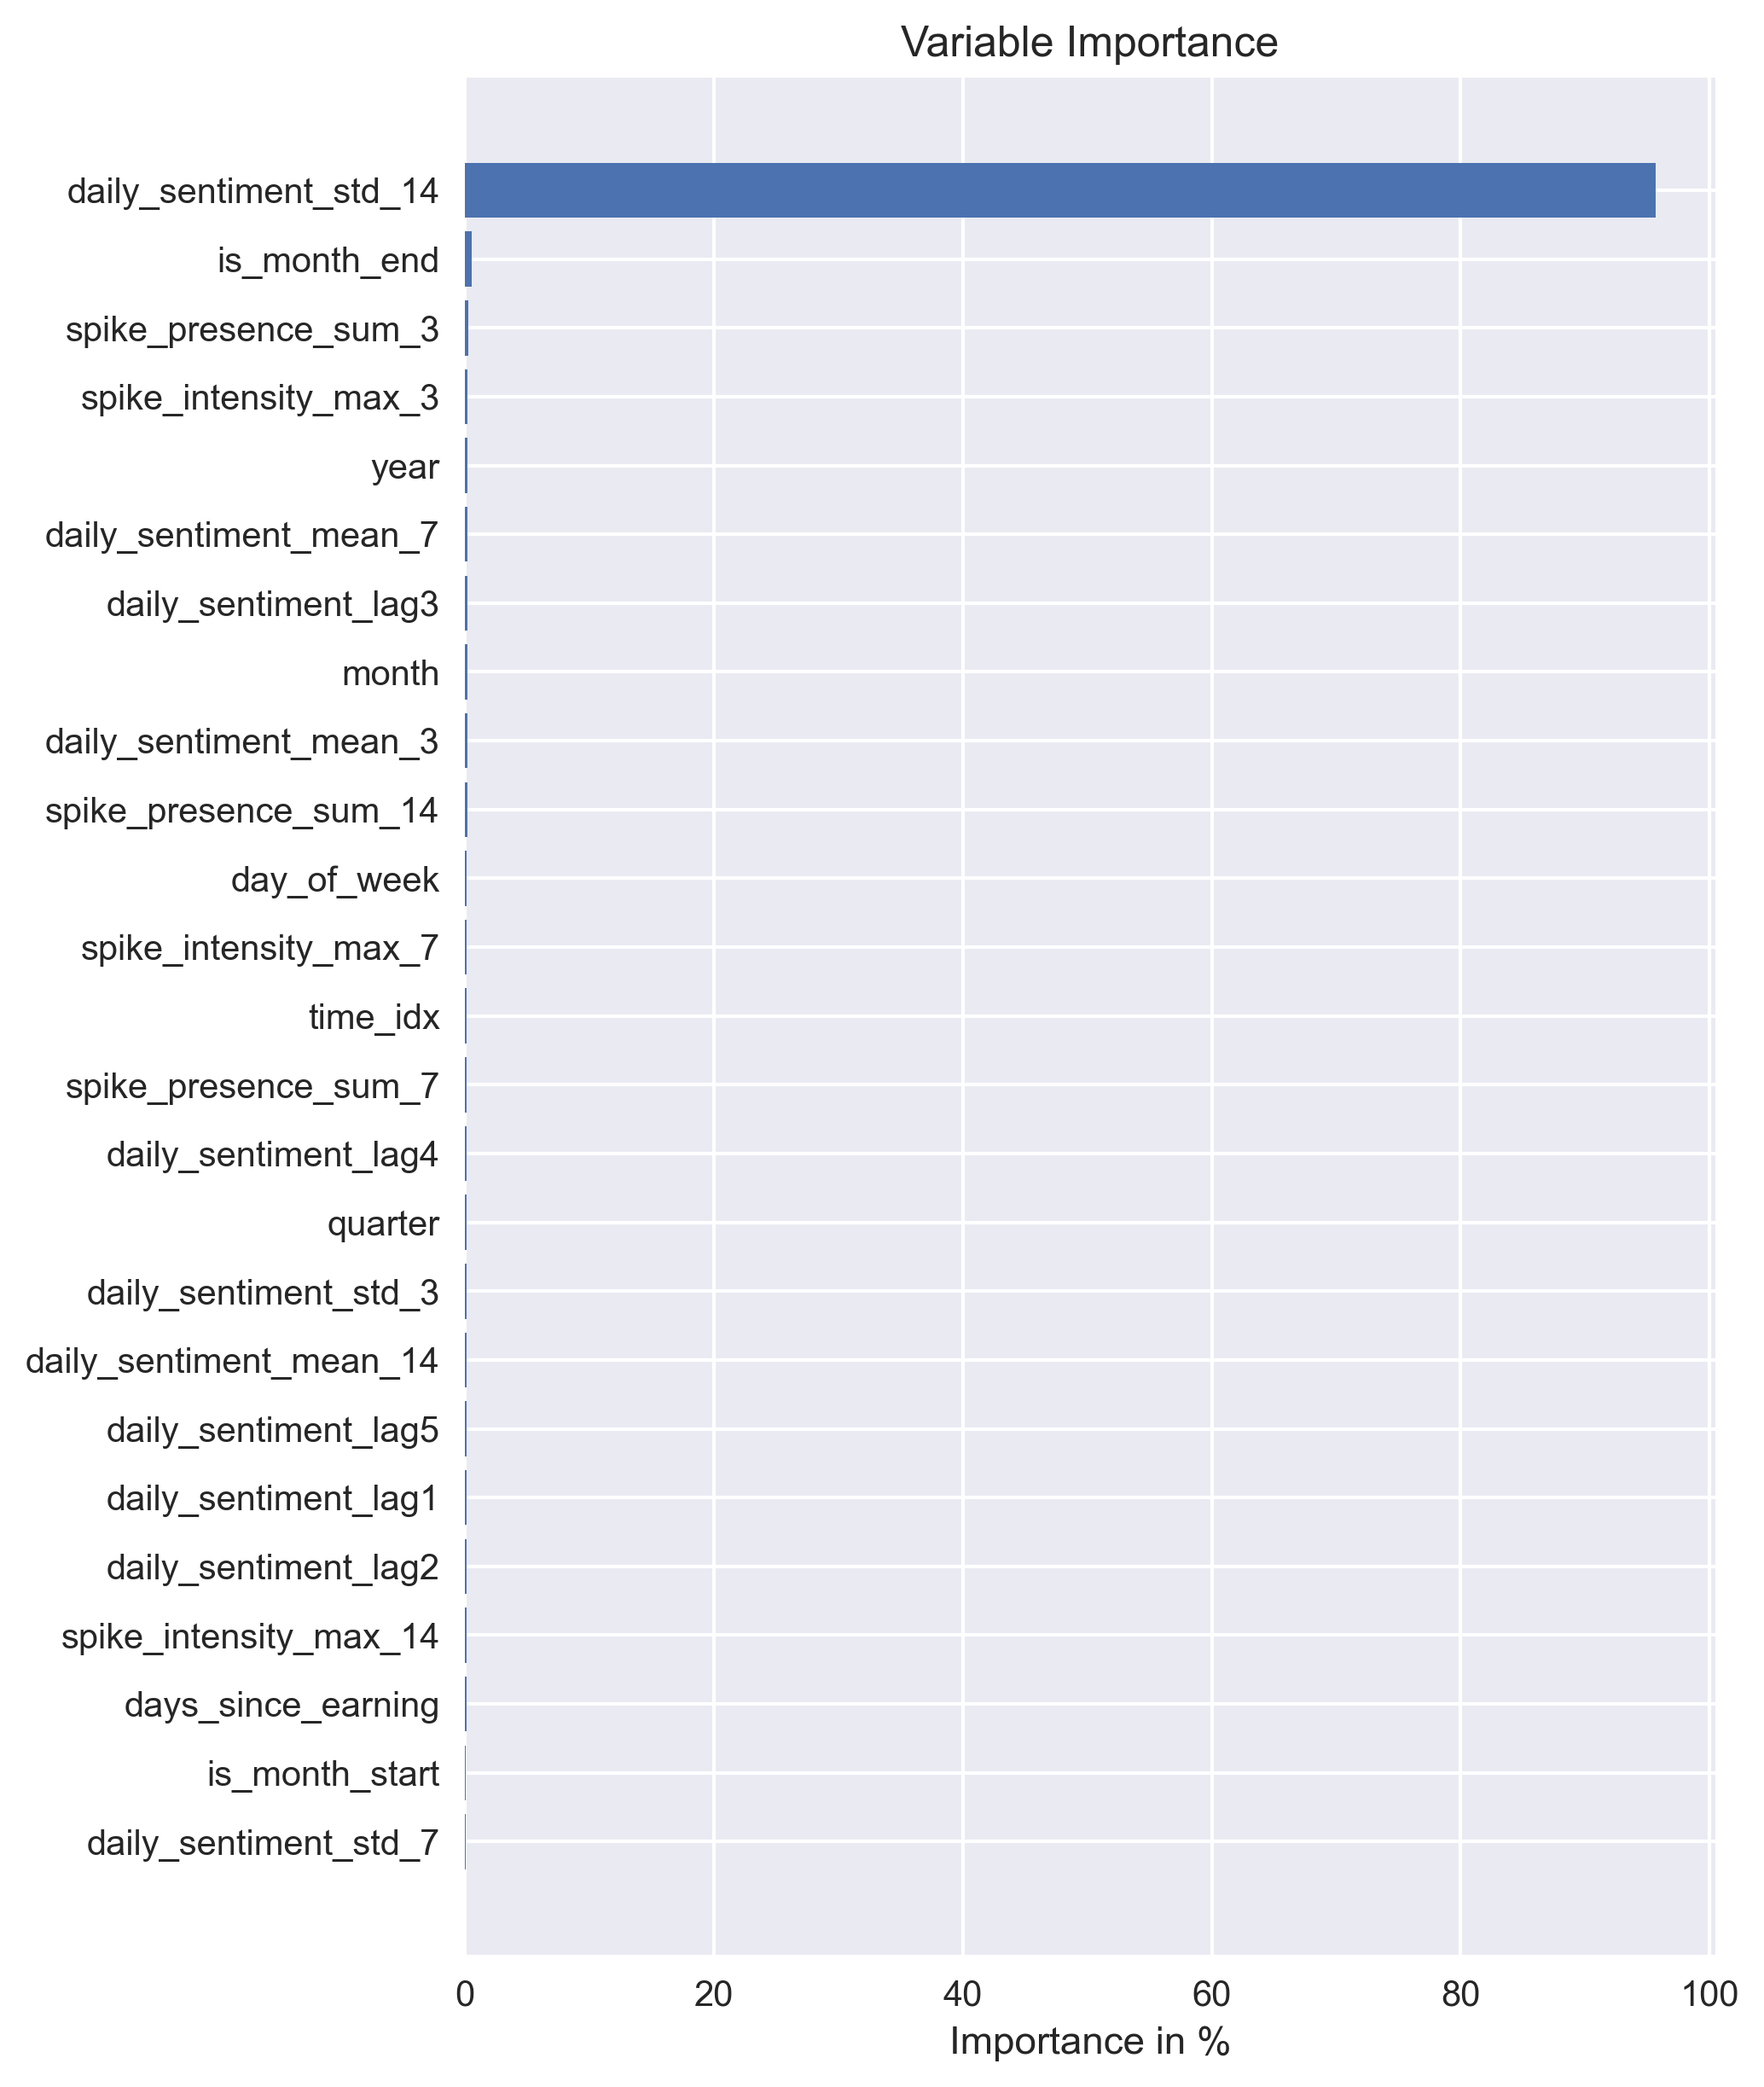 Variable Importance
daily_sentiment_std_14
is_month_end
spike_presence_sum_3
spike_intensity_max_3
year
daily_sentiment_mean_7
daily_sentiment_lag3
month
daily_sentiment_mean_3
spike_presence_sum_14
day_of_week
spike_intensity_max_7
time_idx
spike_presence_sum_7
daily_sentiment_lag4
quarter
daily_sentiment_std_3
daily_sentiment_mean_14
daily_sentiment_lag5
daily_sentiment_lag1
daily_sentiment_lag2
spike_intensity_max_14
days_since_earning
is_month_start
daily_sentiment_std_7
0 20 40 60 80 100
Importance in %